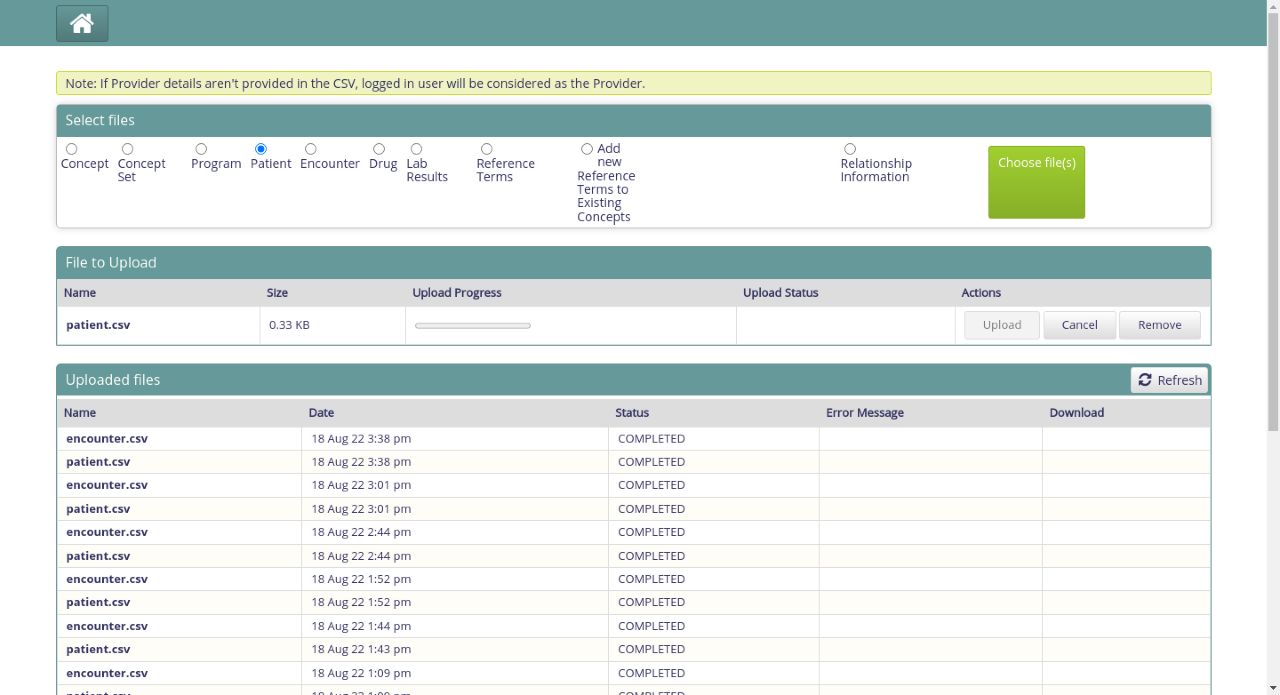 Note: If Provider details aren't provided in the CSV, logged in user will be considered as the Provider.
Select files
Concept
Concept Set
Program
Patient
Encounter
Drug
Lab Results
Reference Terms
Add new Reference Terms to Existing Concepts
Relationship Information
Choose file(s)
File to Upload
Name Size Upload Progress Upload Status Actions
patient.csv 0.33 KB Upload Cancel Remove
Uploaded files Refresh
Name Date Status Error Message Download
encounter.csv 18 Aug 22 3:38 pm COMPLETED
patient.csv 18 Aug 22 3:38 pm COMPLETED
encounter.csv 18 Aug 22 3:01 pm COMPLETED
patient.csv 18 Aug 22 3:01 pm COMPLETED
encounter.csv 18 Aug 22 2:44 pm COMPLETED
patient.csv 18 Aug 22 2:44 pm COMPLETED
encounter.csv 18 Aug 22 1:52 pm COMPLETED
patient.csv 18 Aug 22 1:52 pm COMPLETED
encounter.csv 18 Aug 22 1:44 pm COMPLETED
patient.csv 18 Aug 22 1:43 pm COMPLETED
encounter.csv 18 Aug 22 1:09 pm COMPLETED